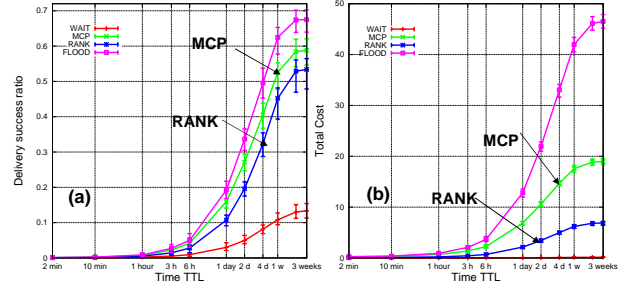 (a)
WAIT
MCP
RANK
FLOOD
MCP
RANK
Delivery success ratio
0.7
0.6
0.5
0.4
0.3
0.2
0.1
0
2 min
10 min
1 hour
3 h
6 h
1 day
2 d
4 d
1 w
3 weeks
Time TTL
(b)
WAIT
MCP
RANK
FLOOD
MCP
RANK
Total Cost
50
40
30
20
10
0
2 min
10 min
1 hour
3 h
6 h
1 day
2 d
4 d
1 w
3 weeks
Time TTL